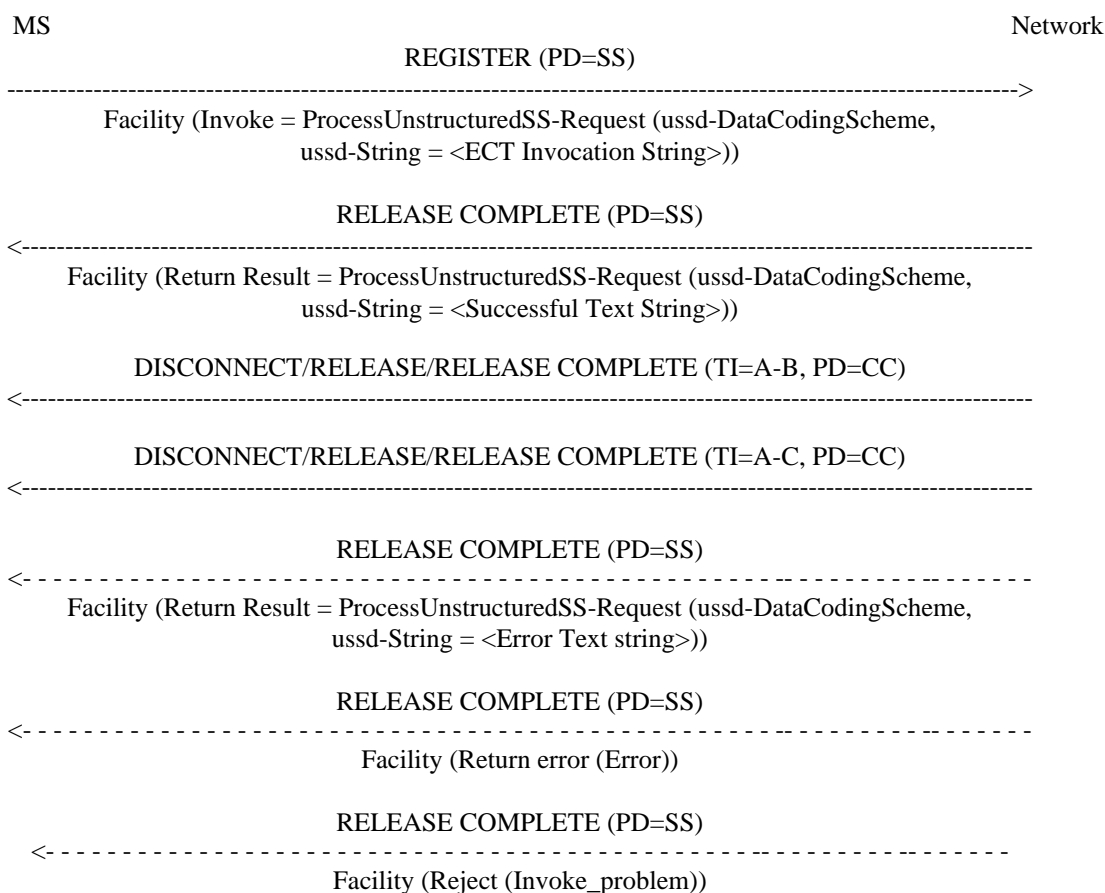 MS Network
REGISTER (PD=SS)
------------------------------------------------------------------------------------------------------------------------>
Facility (Invoke = ProcessUnstructuredSS-Request (ussd-DataCodingScheme,
ussd-String = <ECT Invocation String>))
RELEASE COMPLETE (PD=SS)
<------------------------------------------------------------------------------------------------------------------------
Facility (Return Result = ProcessUnstructuredSS-Request (ussd-DataCodingScheme,
ussd-String = <Successful Text String>))
DISCONNECT/RELEASE/RELEASE COMPLETE (TI=A-B, PD=CC)
<------------------------------------------------------------------------------------------------------------------------
DISCONNECT/RELEASE/RELEASE COMPLETE (TI=A-C, PD=CC)
<------------------------------------------------------------------------------------------------------------------------
RELEASE COMPLETE (PD=SS)
<- - - - - - - - - - - - - - - - - - - - - - - - - - - - - - - - - - - - - - - - - - - - - - - - - -- - - - - - - - - -- - - - - - -
Facility (Return Result = ProcessUnstructuredSS-Request (ussd-DataCodingScheme,
ussd-String = <Error Text string>))
RELEASE COMPLETE (PD=SS)
<- - - - - - - - - - - - - - - - - - - - - - - - - - - - - - - - - - - - - - - - - - - - - - - - - -- - - - - - - - - -- - - - - - -
Facility (Return error (Error))
RELEASE COMPLETE (PD=SS)
<- - - - - - - - - - - - - - - - - - - - - - - - - - - - - - - - - - - - - - - - - - - - - - - -- - - - - - - - - -- - - - - - -
Facility (Reject (Invoke_problem))